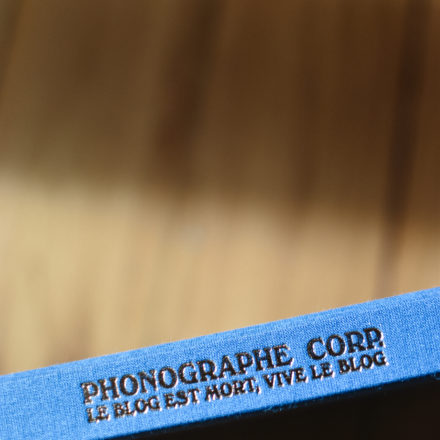 PHONOGRAPHE CORP.
LE BLOG EST MORT, VIVE LE BLOG